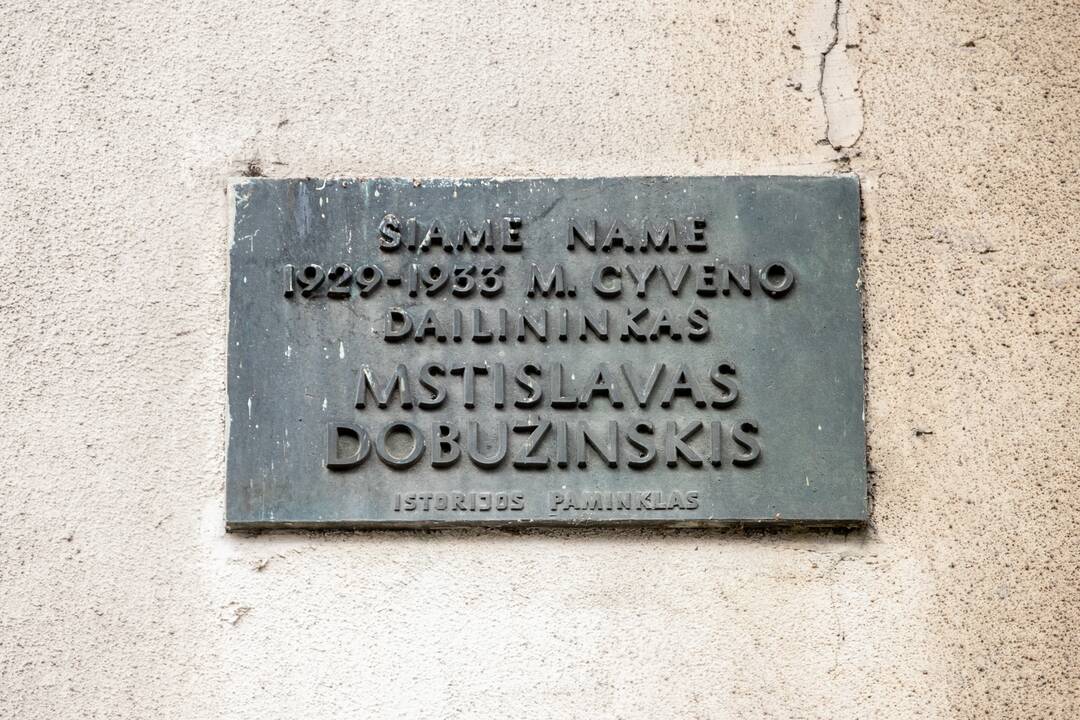 ŠIAME NAME
1929-1933 M. GYVENO
DAILININKAS
MSTISLAVAS
DOBUŽINSKIS
ISTORIJOS PAMINKLAS